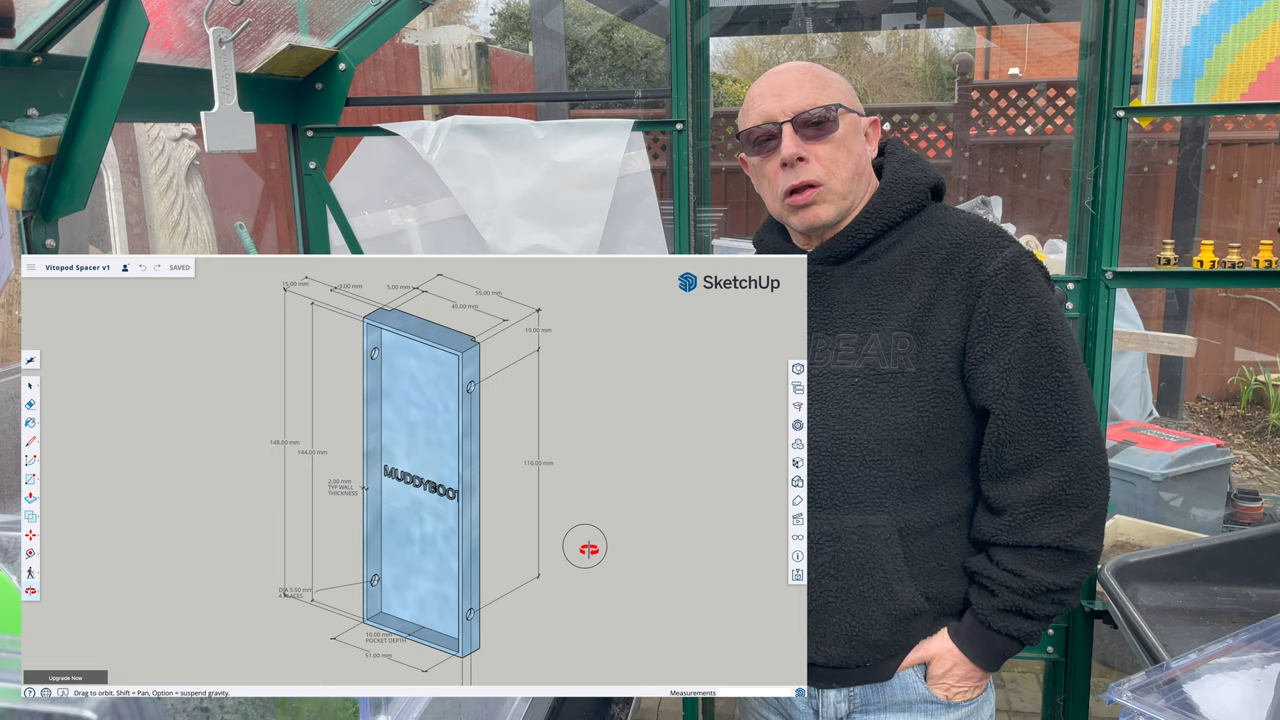 Vitopod Spacer v1
SAVED
SketchUp
15.00 mm
3.00 mm
5.00 mm
55.00 mm
45.00 mm
19.00 mm
148.00 mm
144.00 mm
110.00 mm
2.00 mm
TYP WALL
THICKNESS
MUDDYBOOT
DIA 5.50 mm
4 PLACES
10.00 mm
POCKET DEPTH
51.00 mm
Upgrade Now
Drag to orbit. Shift = Pan, Option = suspend gravity.
Measurements
BEAR